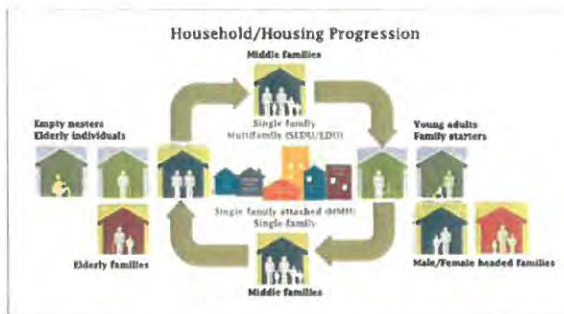 Household/Housing Progression
Middle families
Single family
Multifamily (SLDU/LDU)
Empty nesters
Elderly individuals
Young adults
Family starters
Single family attached (MMH)
Single family
Elderly families
Middle families
Male/Female headed families